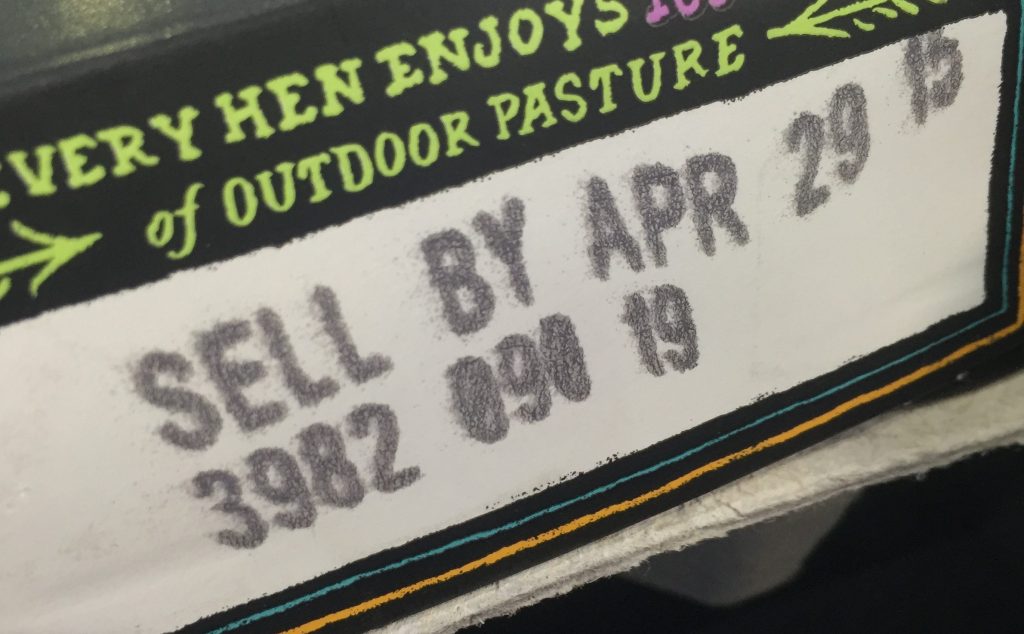 EVERY HEN ENJOYS
of OUTDOOR PASTURE
SELL BY APR 29 15
3982 090 19